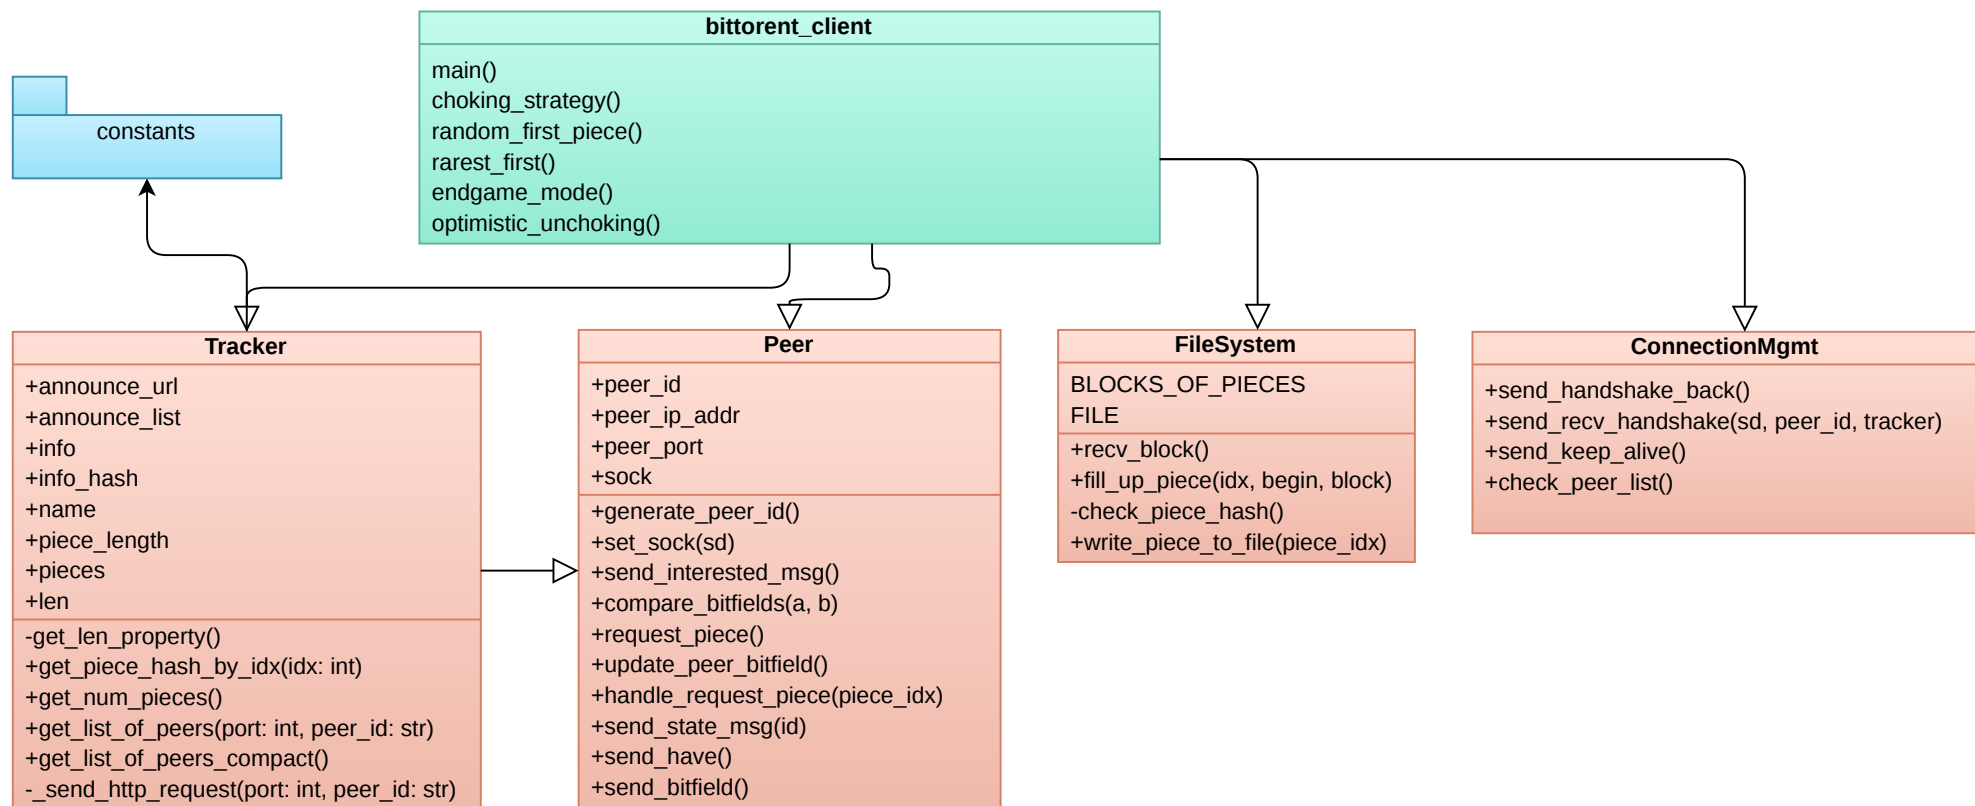 bittorent_client
main()
choking_strategy()
random_first_piece()
rarest_first()
endgame_mode()
optimistic_unchoking()
constants
Tracker
+announce_url
+announce_list
+info
+info_hash
+name
+piece_length
+pieces
+len
-get_len_property()
+get_piece_hash_by_idx(idx: int)
+get_num_pieces()
+get_list_of_peers(port: int, peer_id: str)
+get_list_of_peers_compact()
-_send_http_request(port: int, peer_id: str)
Peer
+peer_id
+peer_ip_addr
+peer_port
+sock
+generate_peer_id()
+set_sock(sd)
+send_interested_msg()
+compare_bitfields(a, b)
+request_piece()
+update_peer_bitfield()
+handle_request_piece(piece_idx)
+send_state_msg(id)
+send_have()
+send_bitfield()
FileSystem
BLOCKS_OF_PIECES
FILE
+recv_block()
+fill_up_piece(idx, begin, block)
-check_piece_hash()
+write_piece_to_file(piece_idx)
ConnectionMgmt
+send_handshake_back()
+send_recv_handshake(sd, peer_id, tracker)
+send_keep_alive()
+check_peer_list()